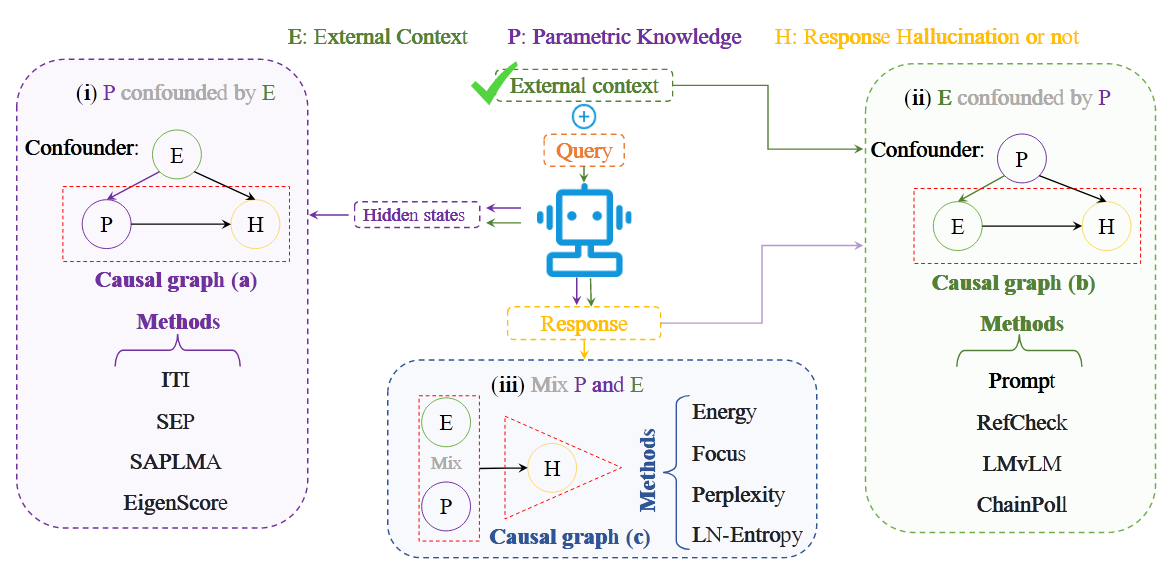 E: External Context P: Parametric Knowledge H: Response Hallucination or not
(i) P confounded by E
Confounder:
E
P
H
Causal graph (a)
Methods
ITI
SEP
SAPLMA
EigenScore
External context
Query
Hidden states
Response
(iii) Mix P and E
E
Mix
P
H
Causal graph (c)
Methods
Energy
Focus
Perplexity
LN-Entropy
(ii) E confounded by P
Confounder:
P
E
H
Causal graph (b)
Methods
Prompt
RefCheck
LMvLM
ChainPoll